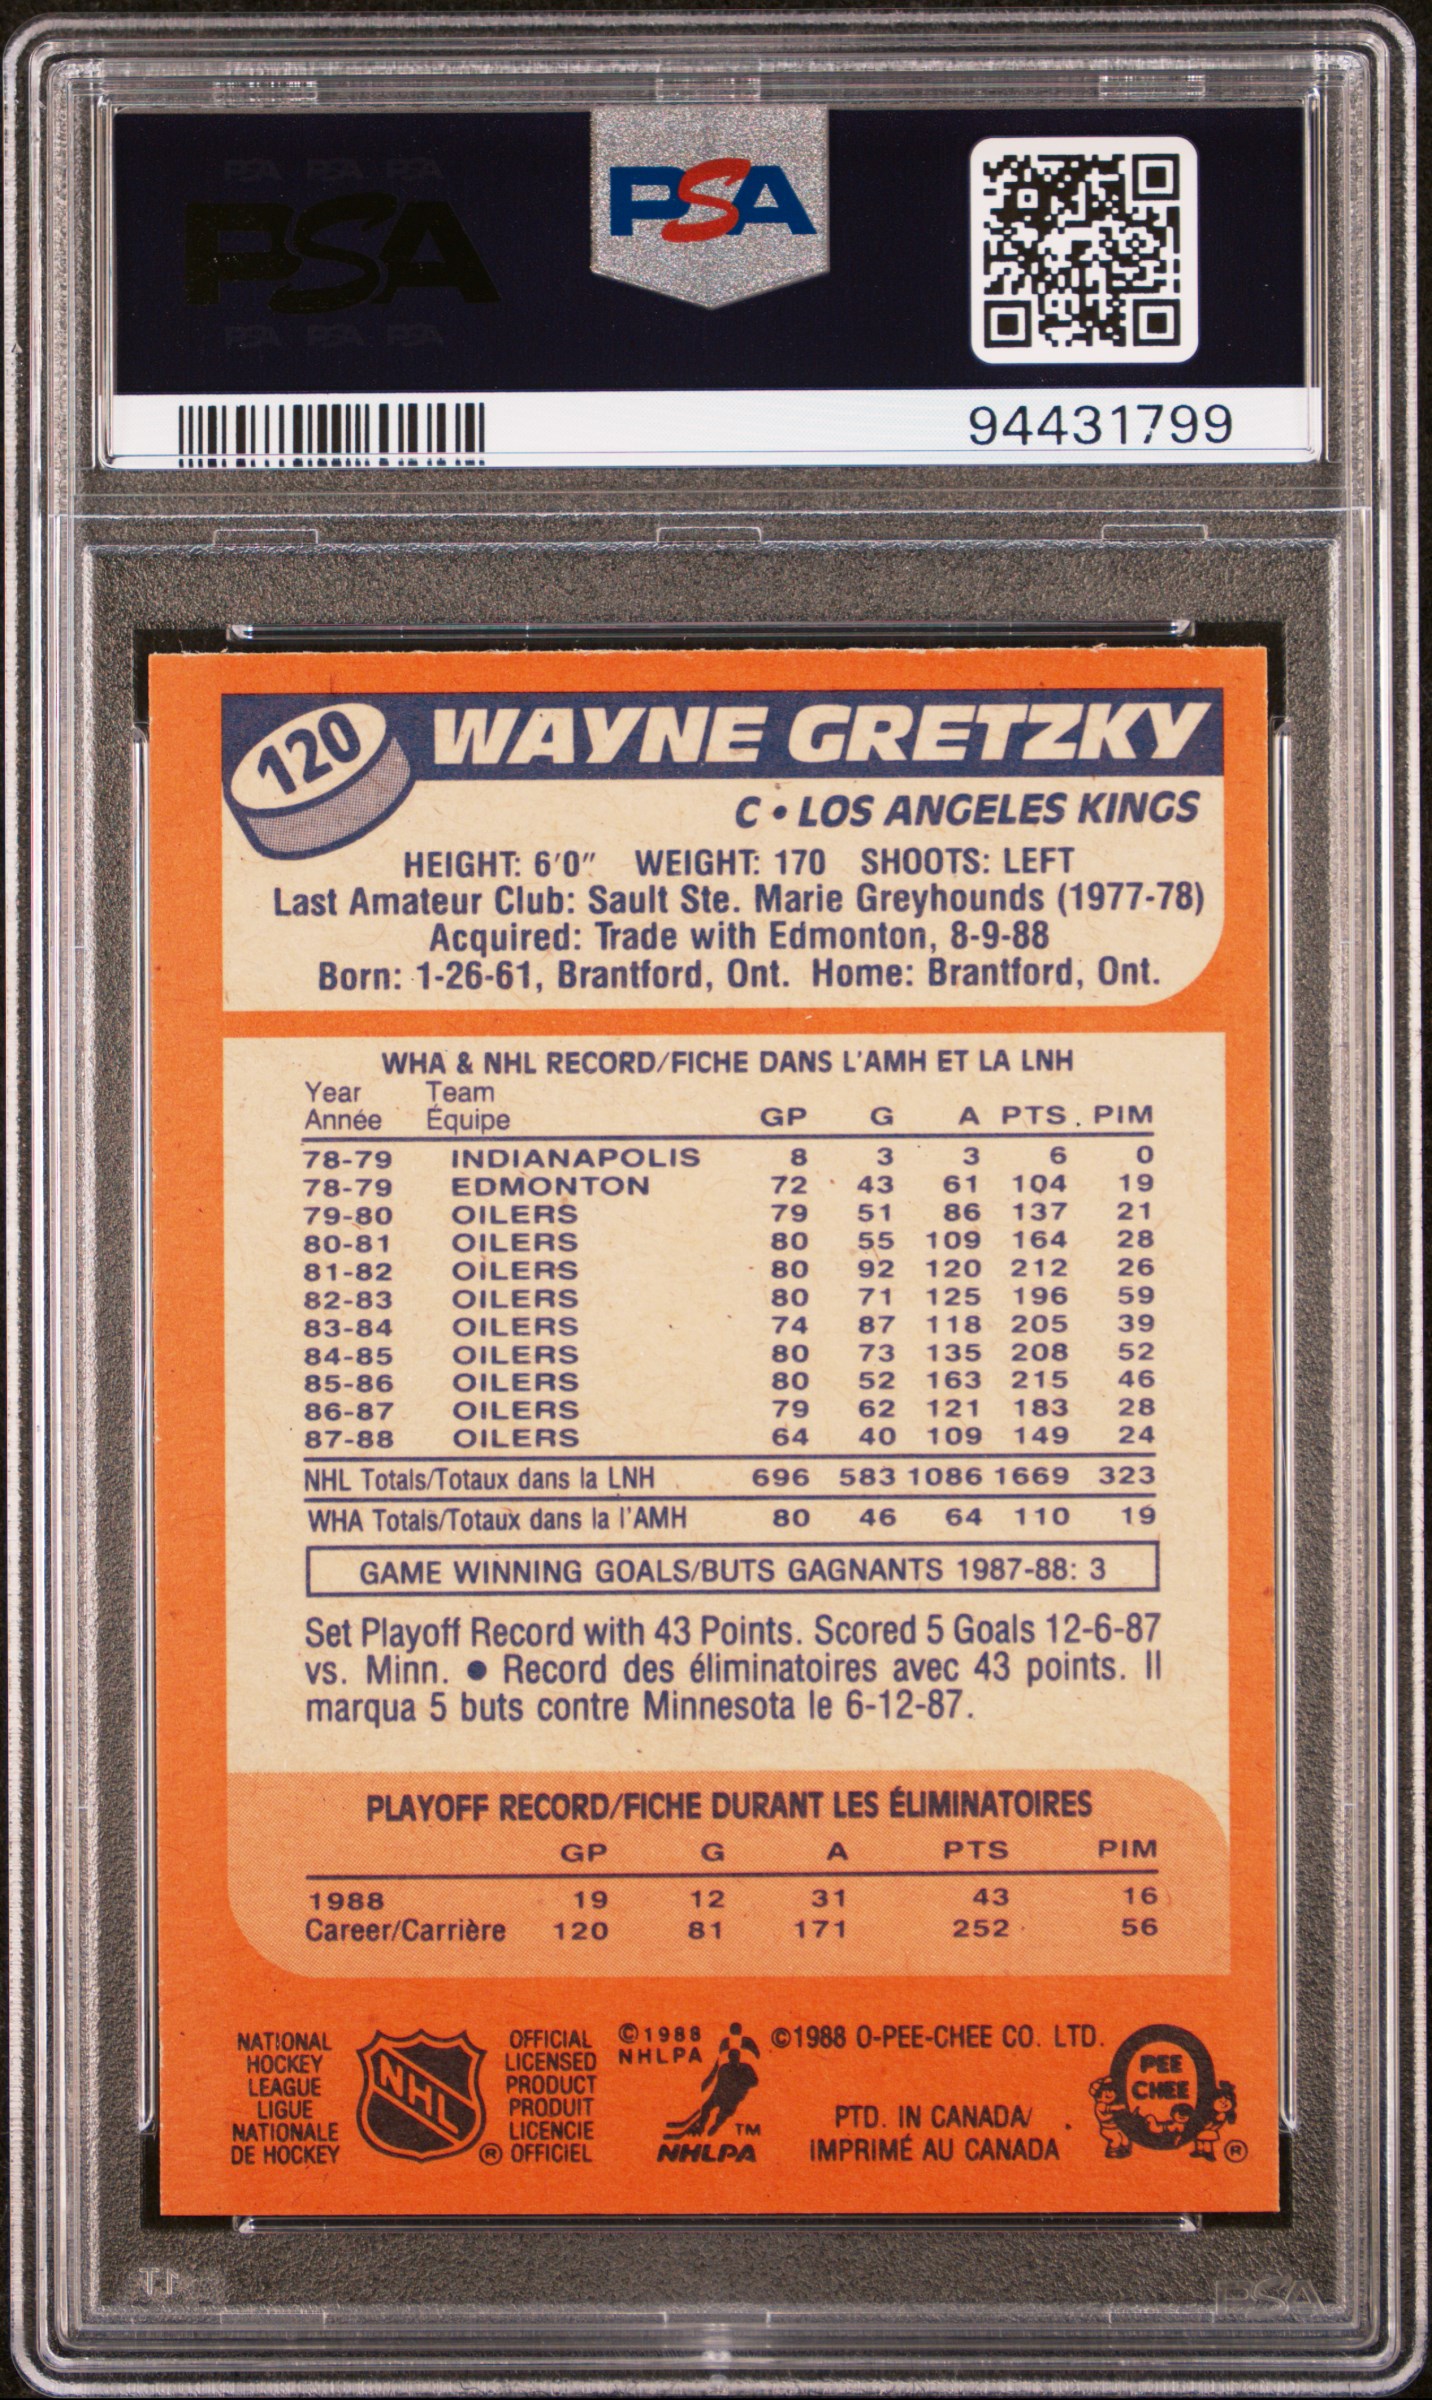 PSA PSA PSA
PSA
PSA PSA PSA
PSA
94431799
120
WAYNE GRETZKY
C • LOS ANGELES KINGS
HEIGHT: 6'0" WEIGHT: 170 SHOOTS: LEFT
Last Amateur Club: Sault Ste. Marie Greyhounds (1977-78)
Acquired: Trade with Edmonton, 8-9-88
Born: 1-26-61, Brantford, Ont. Home: Brantford, Ont.
WHA & NHL RECORD/FICHE DANS L'AMH ET LA LNH
Year Team
Année Équipe GP G A PTS. PIM
78-79 INDIANAPOLIS 8 3 3 6 0
78-79 EDMONTON 72 43 61 104 19
79-80 OILERS 79 51 86 137 21
80-81 OILERS 80 55 109 164 28
81-82 OILERS 80 92 120 212 26
82-83 OILERS 80 71 125 196 59
83-84 OILERS 74 87 118 205 39
84-85 OILERS 80 73 135 208 52
85-86 OILERS 80 52 163 215 46
86-87 OILERS 79 62 121 183 28
87-88 OILERS 64 40 109 149 24
NHL Totals/Totaux dans la LNH 696 583 1086 1669 323
WHA Totals/Totaux dans la l'AMH 80 46 64 110 19
GAME WINNING GOALS/BUTS GAGNANTS 1987-88: 3
Set Playoff Record with 43 Points. Scored 5 Goals 12-6-87
vs. Minn. ● Record des éliminatoires avec 43 points. Il
marqua 5 buts contre Minnesota le 6-12-87.
PLAYOFF RECORD/FICHE DURANT LES ÉLIMINATOIRES
GP G A PTS PIM
1988 19 12 31 43 16
Career/Carrière 120 81 171 252 56
NATIONAL
HOCKEY
LEAGUE
LIGUE
NATIONALE
DE HOCKEY
NHL
®
OFFICIAL
LICENSED
PRODUCT
PRODUIT
LICENCIE
OFFICIEL
©1988
NHLPA
TM
NHLPA
©1988 O-PEE-CHEE CO. LTD.
PTD. IN CANADA/
IMPRIMÉ AU CANADA
PEE
CHEE
®
PSA